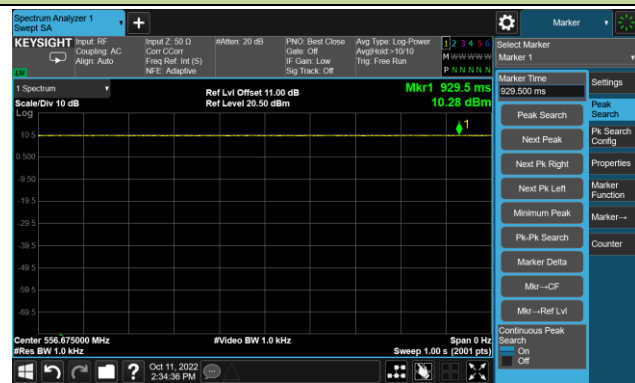 Spectrum Analyzer 1
Swept SA
Marker
KEYSIGHT
Input: RF
Coupling: AC
Align: Auto
Input Z: 50 Ω
Corr CCorr
Freq Ref: Int (S)
NFE: Adaptive
#Atten: 20 dB
PNO: Best Close
Gate: Off
IF Gain: Low
Sig Track: Off
Avg Type: Log-Power
Avg|Hold:>10/10
Trig: Free Run
1 2 3 4 5 6
M W W W W W
P N N N N N
LV
Select Marker
Marker 1
1 Spectrum
Scale/Div 10 dB
Log
Ref Lvl Offset 11.00 dB
Ref Level 20.50 dBm
Mkr1 929.5 ms
10.28 dBm
1
10.5
0.500
-9.50
-19.5
-29.5
-39.5
-49.5
-59.5
-69.5
Center 556.675000 MHz
#Res BW 1.0 kHz
#Video BW 1.0 kHz
Span 0 Hz
Sweep 1.00 s (2001 pts)
Marker Time
929.500 ms
Peak Search
Next Peak
Next Pk Right
Next Pk Left
Minimum Peak
Pk-Pk Search
Marker Delta
Mkr→CF
Mkr→Ref Lvl
Continuous Peak
Search
On
Off
Settings
Peak
Search
Pk Search
Config
Properties
Marker
Function
Marker→
Counter
?
Oct 11, 2022
2:34:36 PM